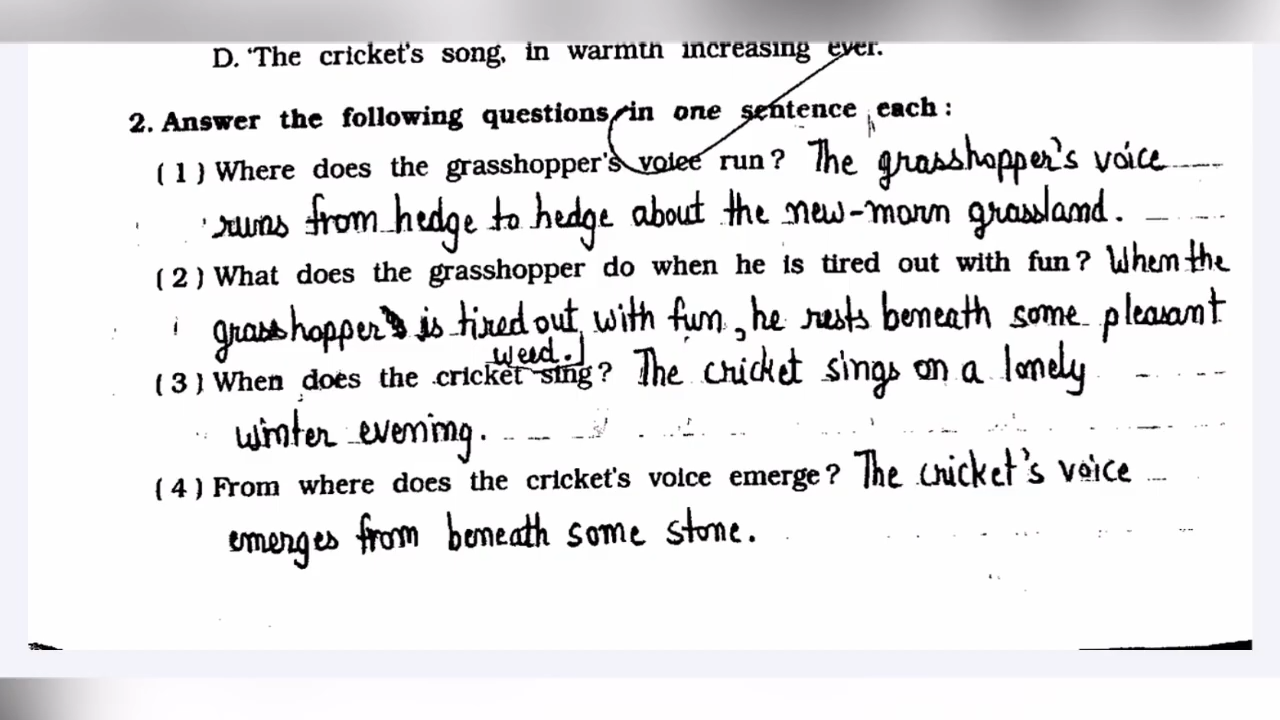 D. 'The cricket's song, in warmth increasing ever.
2. Answer the following questions in one sentence each :
( 1 ) Where does the grasshopper's voice run? The grasshopper's voice
runs from hedge to hedge about the new-mown grassland.
( 2 ) What does the grasshopper do when he is tired out with fun? When the
grasshopper is tired out with fun, he rests beneath some pleasant
weed.
( 3 ) When does the cricket sing? The cricket sings on a lonely
winter evening.
( 4 ) From where does the cricket's voice emerge? The cricket's voice
emerges from beneath some stone.